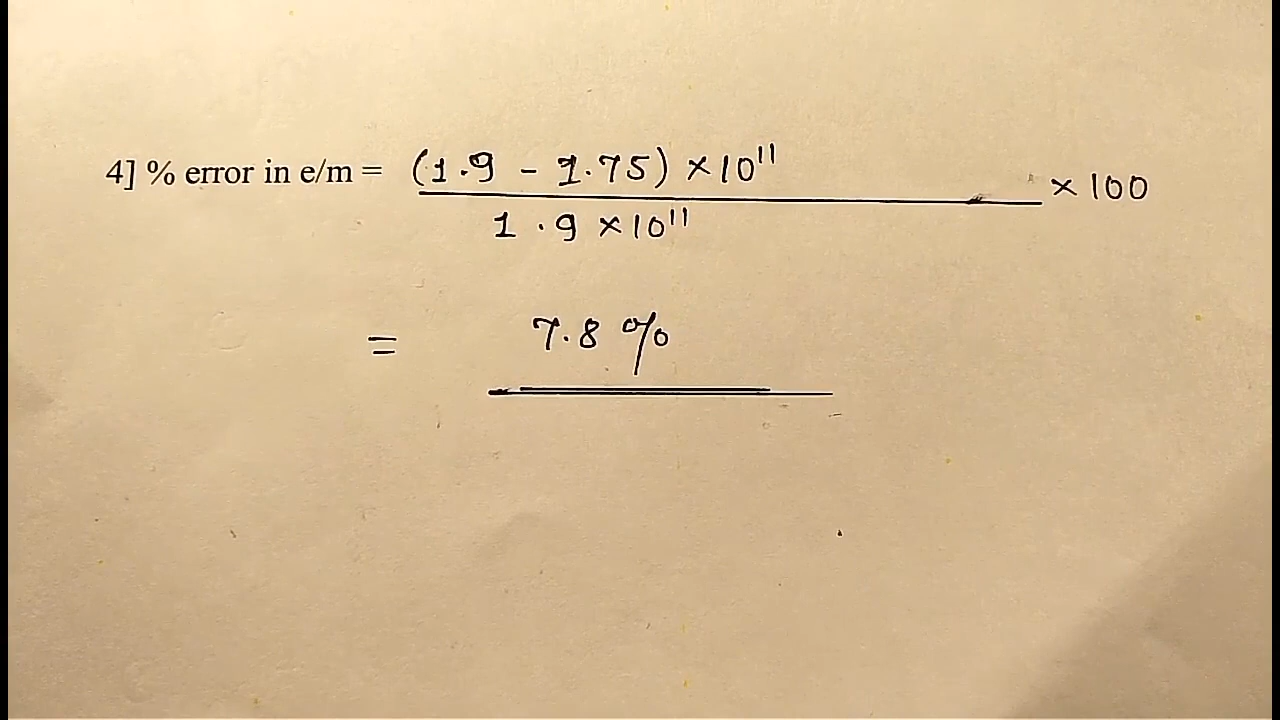 4] % error in e/m = (1.9 - 1.75) × 10¹¹ × 100
1.9 × 10¹¹
= 7.8 %